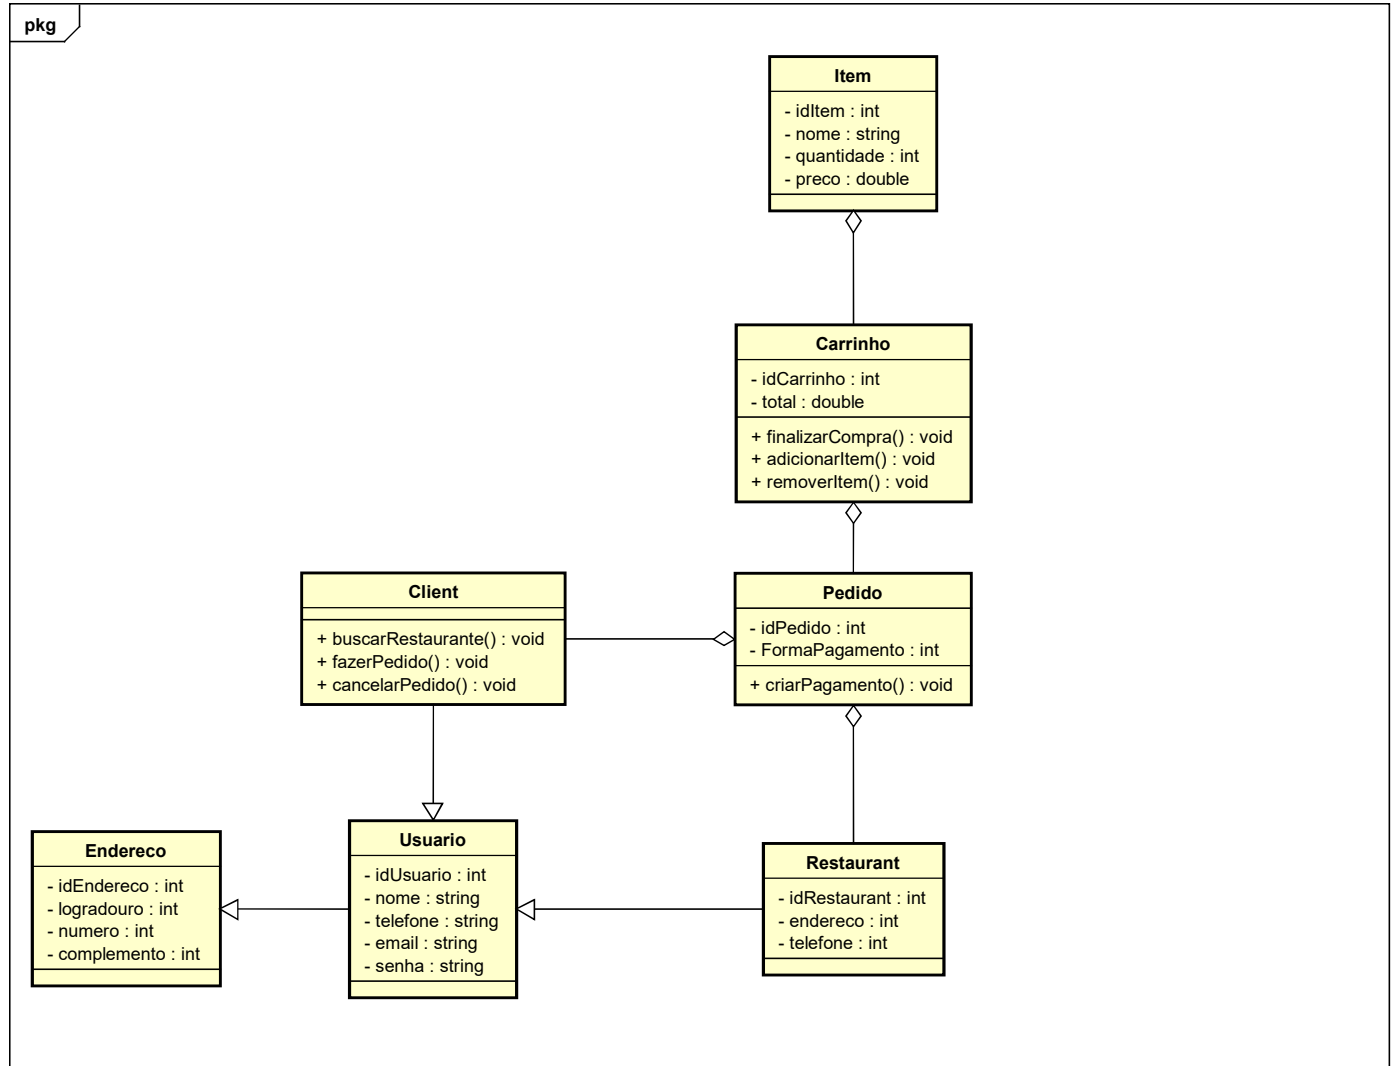 pkg
Item
- idItem : int
- nome : string
- quantidade : int
- preco : double
Carrinho
- idCarrinho : int
- total : double
+ finalizarCompra() : void
+ adicionarItem() : void
+ removerItem() : void
Client
+ buscarRestaurante() : void
+ fazerPedido() : void
+ cancelarPedido() : void
Pedido
- idPedido : int
- FormaPagamento : int
+ criarPagamento() : void
Endereco
- idEndereco : int
- logradouro : int
- numero : int
- complemento : int
Usuario
- idUsuario : int
- nome : string
- telefone : string
- email : string
- senha : string
Restaurant
- idRestaurant : int
- endereco : int
- telefone : int